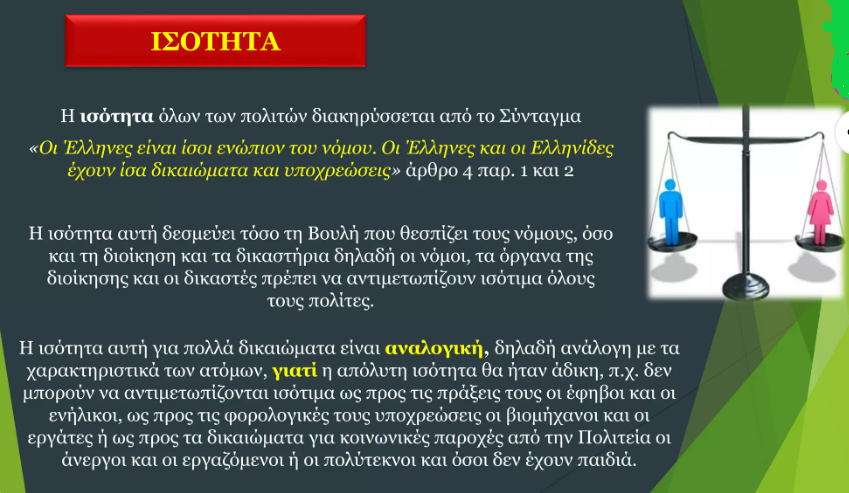 ΙΣΟΤΗΤΑ
Η ισότητα όλων των πολιτών διακηρύσσεται από το Σύνταγμα
«Οι Έλληνες είναι ίσοι ενώπιον του νόμου. Οι Έλληνες και οι Ελληνίδες
έχουν ίσα δικαιώματα και υποχρεώσεις» άρθρο 4 παρ. 1 και 2
Η ισότητα αυτή δεσμεύει τόσο τη Βουλή που θεσπίζει τους νόμους, όσο
και τη διοίκηση και τα δικαστήρια δηλαδή οι νόμοι, τα όργανα της
διοίκησης και οι δικαστές πρέπει να αντιμετωπίζουν ισότιμα όλους
τους πολίτες.
Η ισότητα αυτή για πολλά δικαιώματα είναι αναλογική, δηλαδή ανάλογη με τα
χαρακτηριστικά των ατόμων, γιατί η απόλυτη ισότητα θα ήταν άδικη, π.χ. δεν
μπορούν να αντιμετωπίζονται ισότιμα ως προς τις πράξεις τους οι έφηβοι και οι
ενήλικοι, ως προς τις φορολογικές τους υποχρεώσεις οι βιομήχανοι και οι
εργάτες ή ως προς τα δικαιώματα για κοινωνικές παροχές από την Πολιτεία οι
άνεργοι και οι εργαζόμενοι ή οι πολύτεκνοι και όσοι δεν έχουν παιδιά.